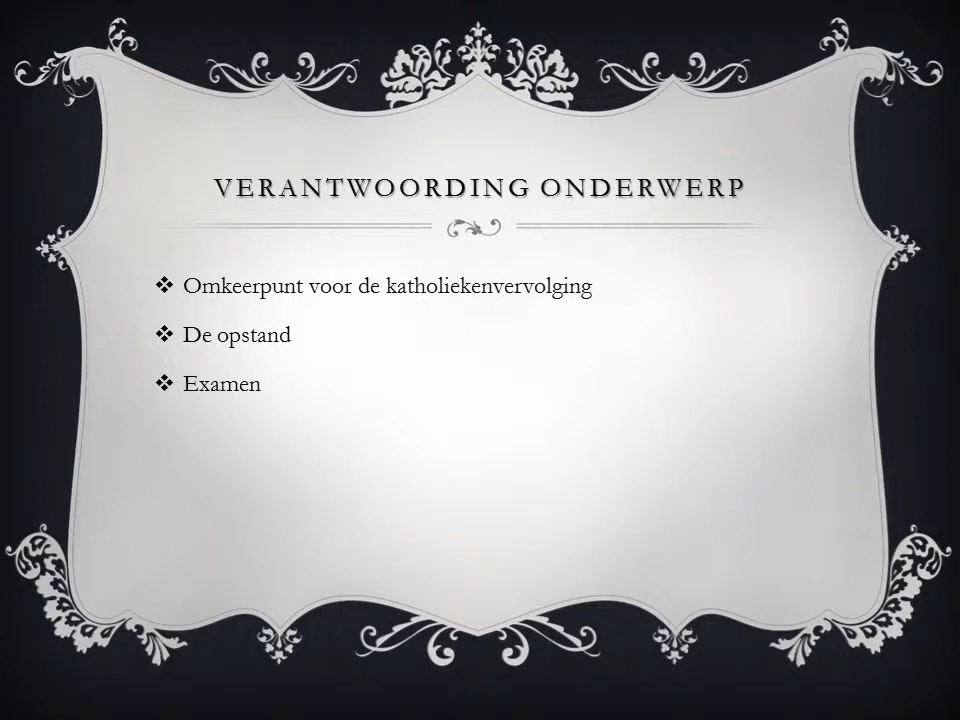 VERANTWOORDING ONDERWERP
❖ Omkeerpunt voor de katholiekenvervolging
❖ De opstand
❖ Examen